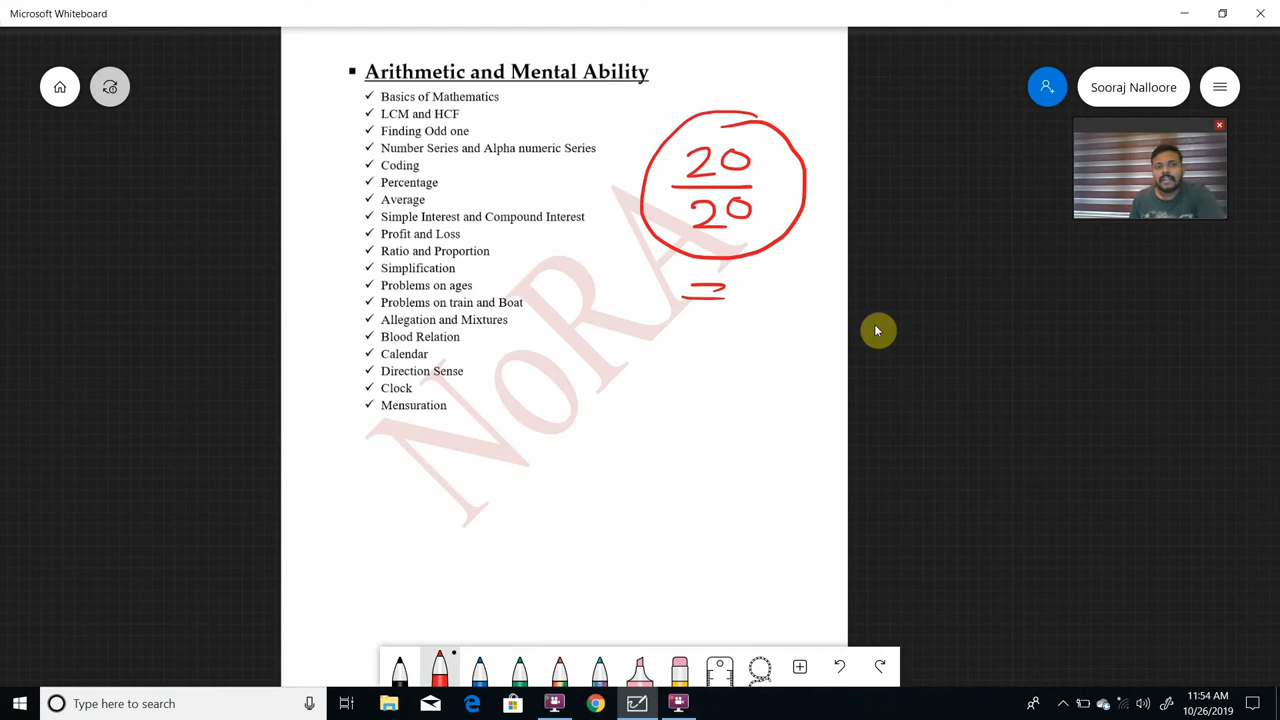 Microsoft Whiteboard
Arithmetic and Mental Ability
Basics of Mathematics
LCM and HCF
Finding Odd one
Number Series and Alpha numeric Series
Coding
Percentage
Average
Simple Interest and Compound Interest
Profit and Loss
Ratio and Proportion
Simplification
Problems on ages
Problems on train and Boat
Allegation and Mixtures
Blood Relation
Calendar
Direction Sense
Clock
Mensuration
20
20
=
NoRA
Sooraj Nalloore
Type here to search
11:54 AM
10/26/2019